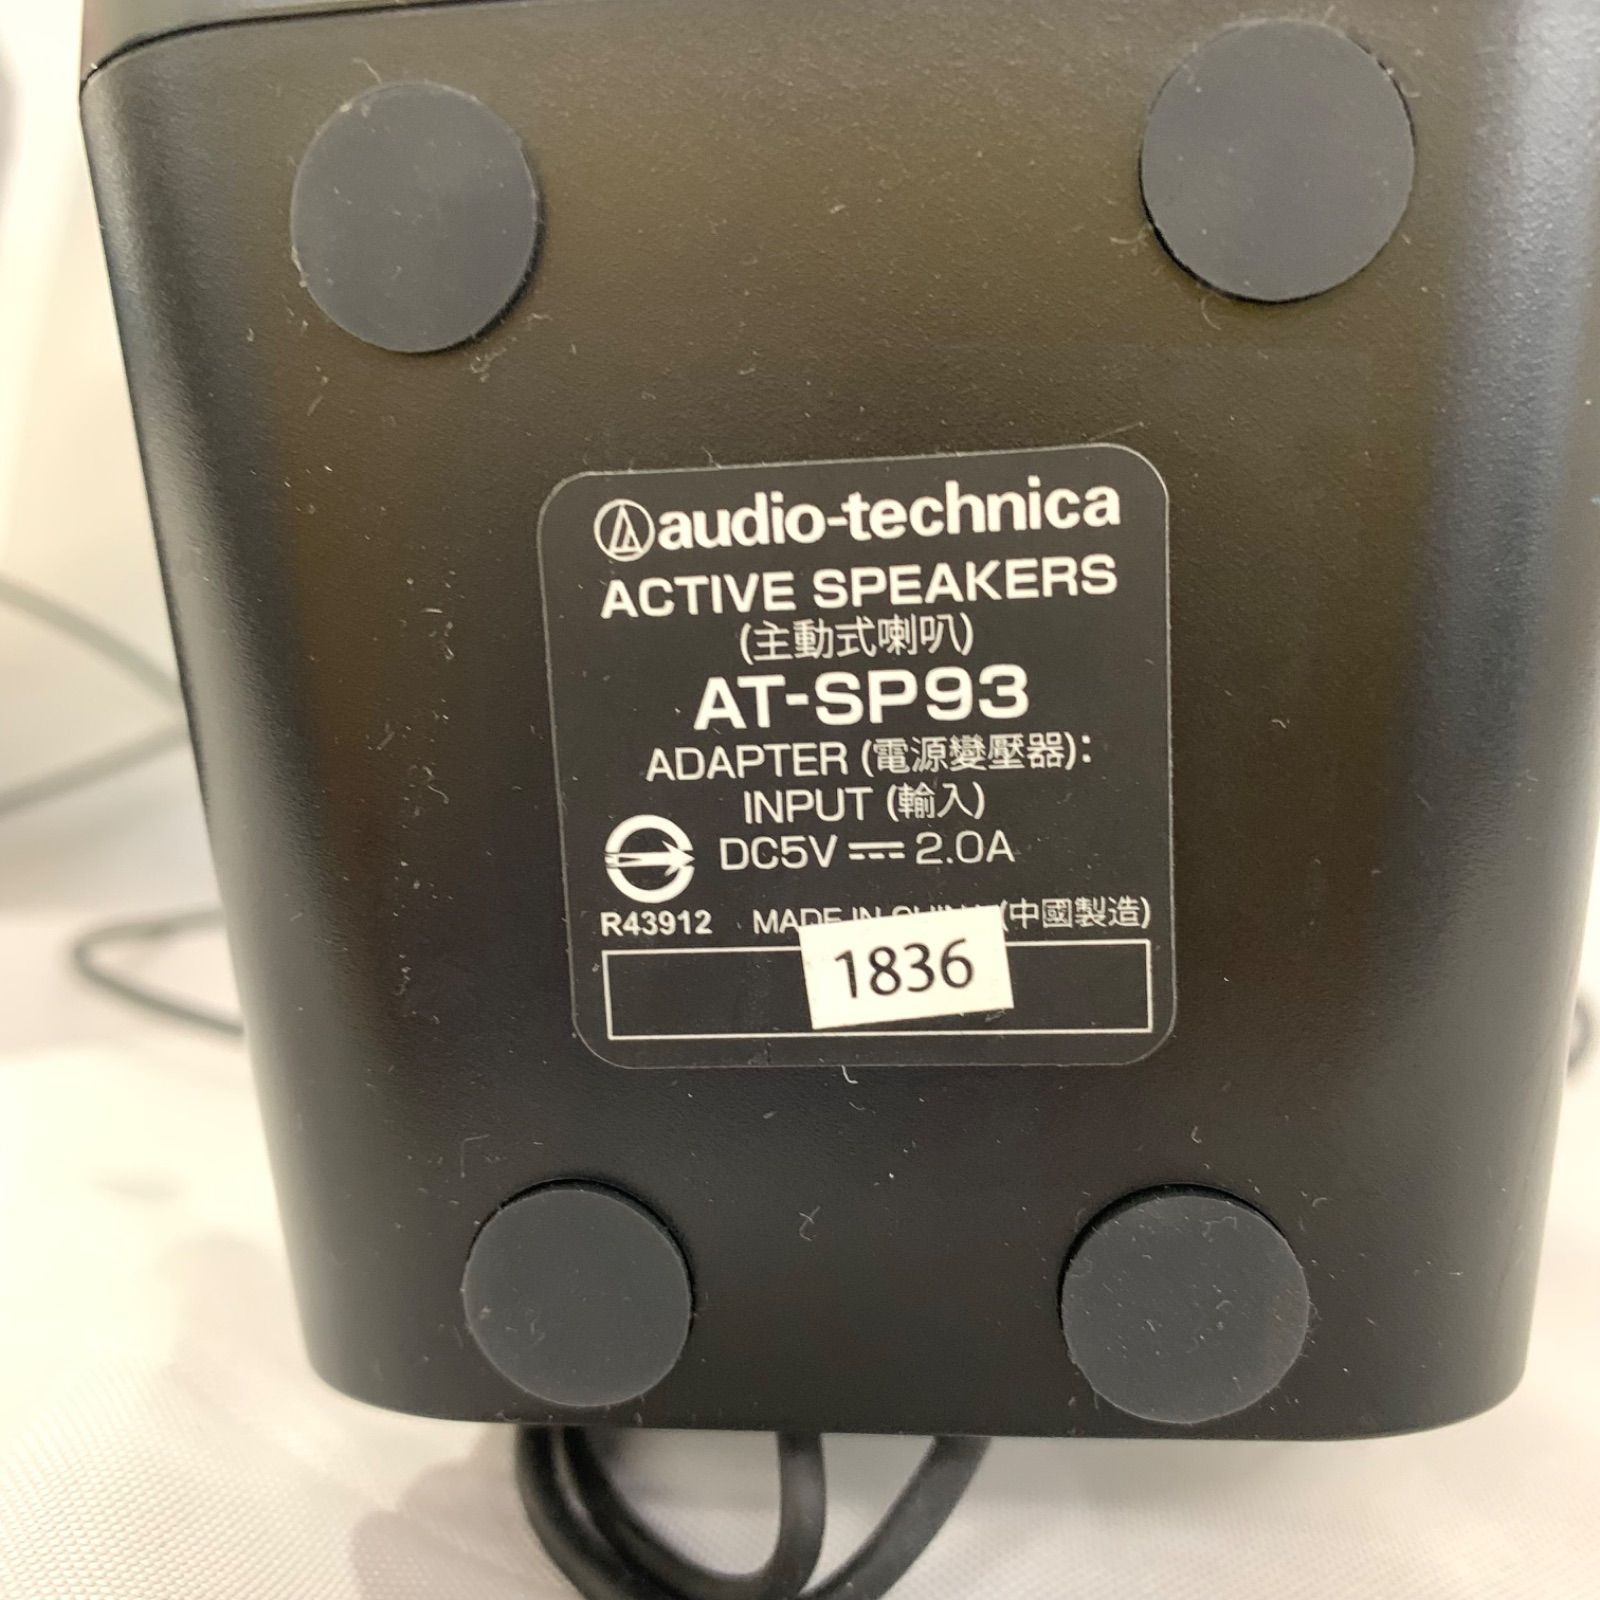 audio-technica
ACTIVE SPEAKERS
(主動式喇叭)
AT-SP93
ADAPTER (電源變壓器):
INPUT (輸入)
DC5V ⎓ 2.0A
R43912 MADE IN CHINA (中國製造)
1836